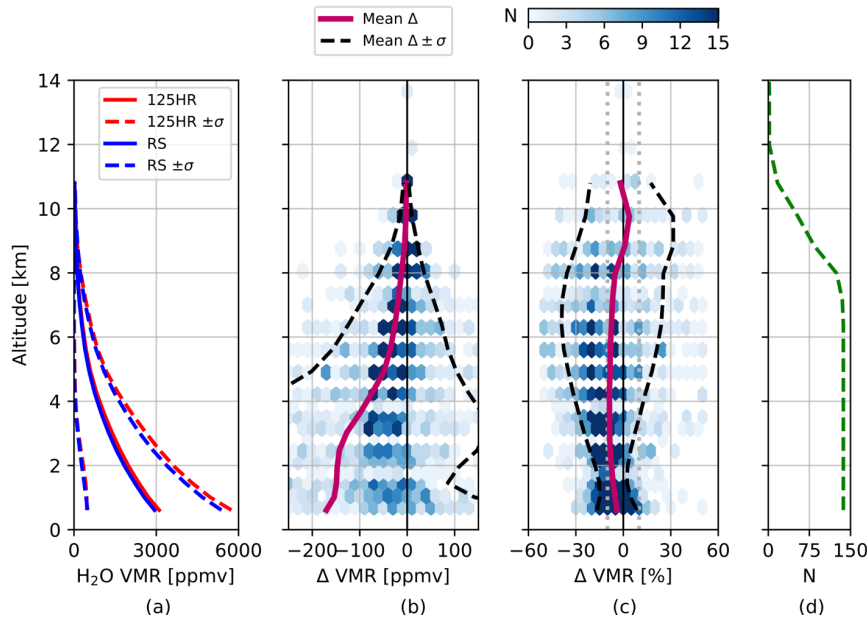 Mean Δ
Mean Δ ± σ
N
0 3 6 9 12 15
14
12
10
8
6
4
2
0
Altitude [km]
125HR
125HR ±σ
RS
RS ±σ
0 3000 6000
H₂O VMR [ppmv]
(a)
−200 −100 0 100
Δ VMR [ppmv]
(b)
−60 −30 0 30 60
Δ VMR [%]
(c)
0 75 150
N
(d)